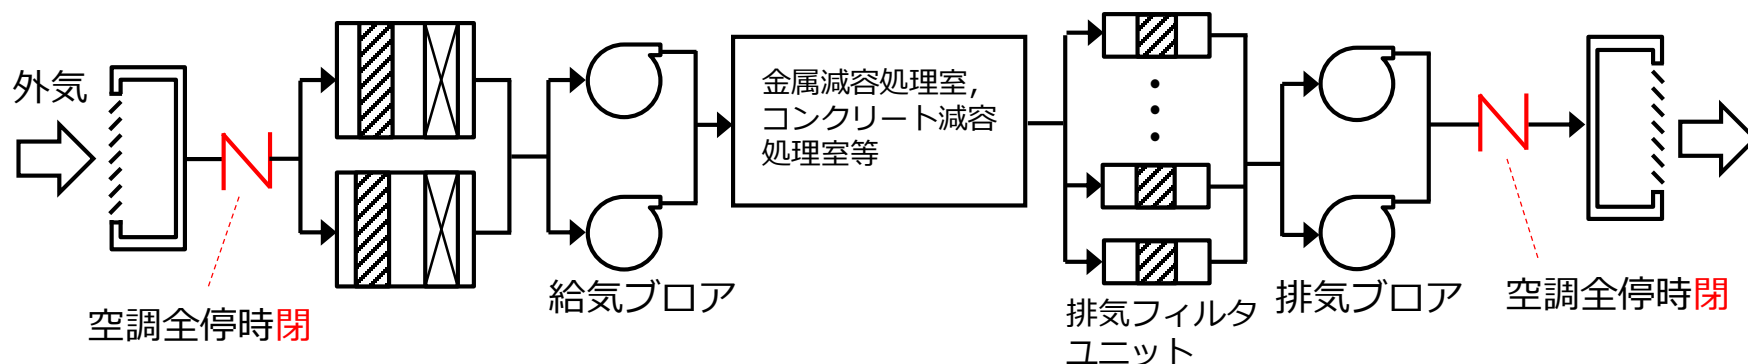 外気
空調全停時閉
給気ブロア
金属減容処理室,
コンクリート減容
処理室等
排気フィルタ
ユニット
排気ブロア
空調全停時閉